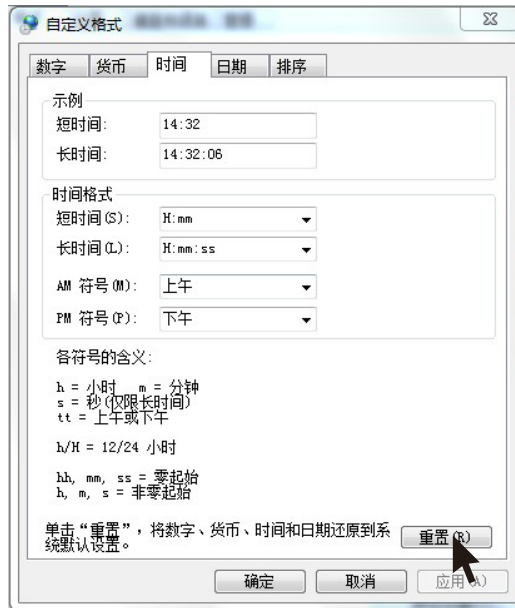 自定义格式
数字 货币 时间 日期 排序
示例
短时间: 14:32
长时间: 14:32:06
时间格式
短时间(S): H:mm
长时间(L): H:mm:ss
AM 符号(M): 上午
PM 符号(P): 下午
各符号的含义:
h = 小时 m = 分钟
s = 秒(仅限长时间)
tt = 上午或下午
h/H = 12/24 小时
hh, mm, ss = 零起始
h, m, s = 非零起始
单击“重置”，将数字、货币、时间和日期还原到系
统默认设置。
重置(R)
确定 取消 应用(A)